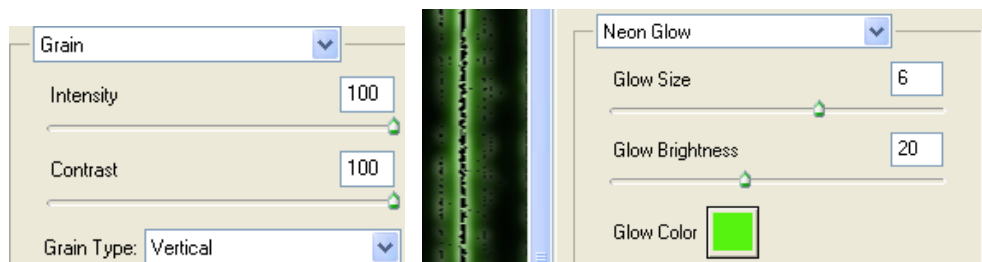 Grain
Intensity 100
Contrast 100
Grain Type: Vertical
Neon Glow
Glow Size 6
Glow Brightness 20
Glow Color